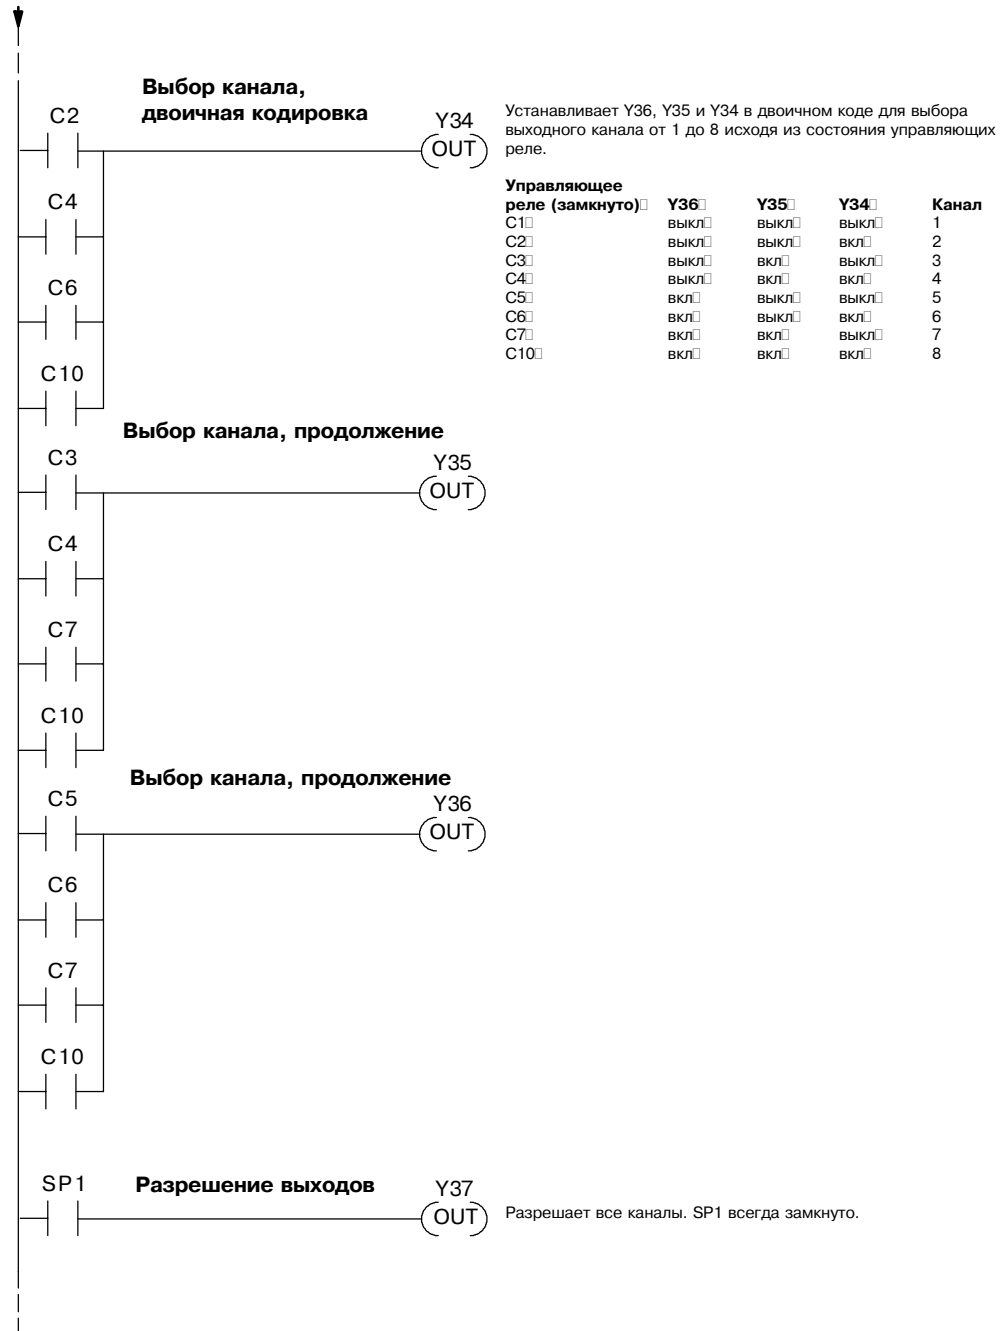 Выбор канала,
двоичная кодировка
C2
Y34
OUT
Устанавливает Y36, Y35 и Y34 в двоичном коде для выбора
выходного канала от 1 до 8 исходя из состояния управляющих
реле.
C4
C6
C10
Управляющее
реле (замкнуто) Y36 Y35 Y34 Канал
C1 выкл выкл выкл 1
C2 выкл выкл вкл 2
C3 выкл вкл выкл 3
C4 выкл вкл вкл 4
C5 вкл выкл выкл 5
C6 вкл выкл вкл 6
C7 вкл вкл выкл 7
C10 вкл вкл вкл 8
Выбор канала, продолжение
C3
Y35
OUT
C4
C7
C10
Выбор канала, продолжение
C5
Y36
OUT
C6
C7
C10
SP1
Разрешение выходов
Y37
OUT
Разрешает все каналы. SP1 всегда замкнуто.